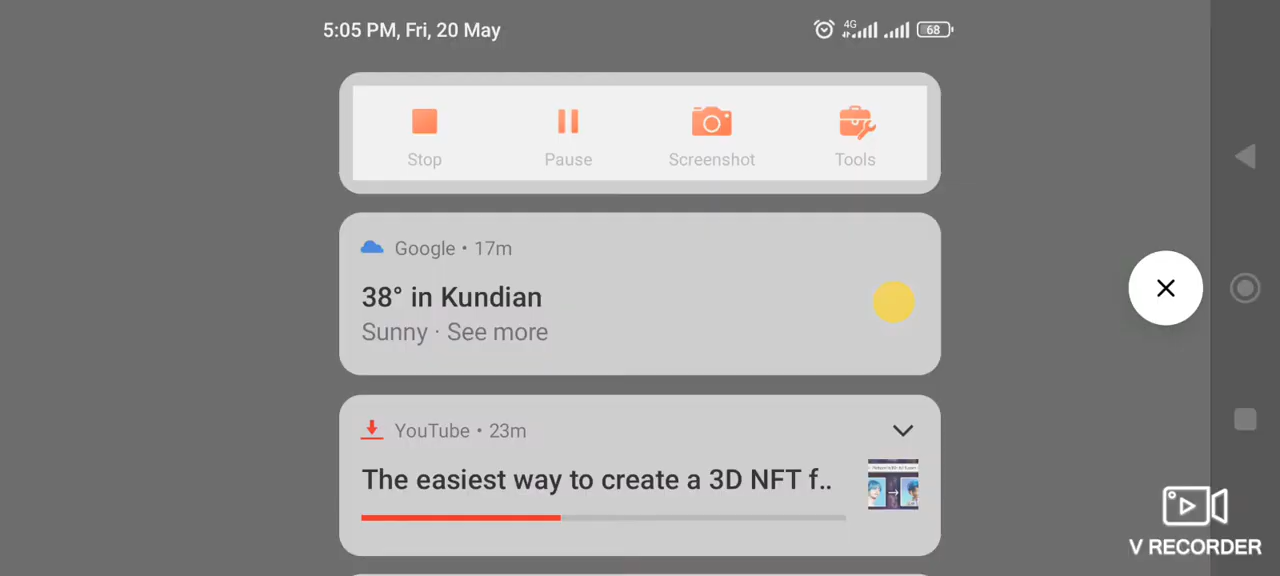 5:05 PM, Fri, 20 May
4G
68
Stop
Pause
Screenshot
Tools
Google • 17m
38° in Kundian
Sunny · See more
YouTube • 23m
The easiest way to create a 3D NFT f..
V RECORDER